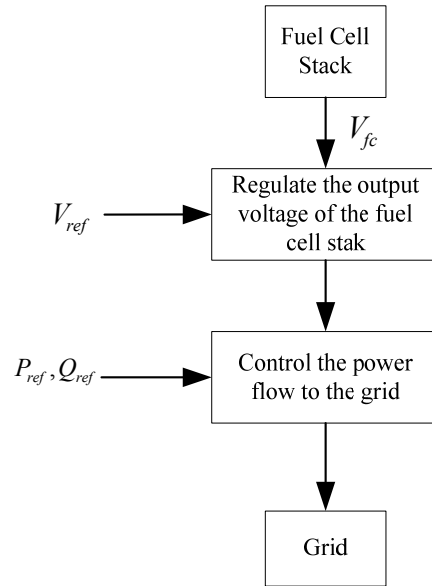 Fuel Cell
Stack
V_fc
Regulate the output
voltage of the fuel
cell stak
V_ref
Control the power
flow to the grid
P_ref , Q_ref
Grid